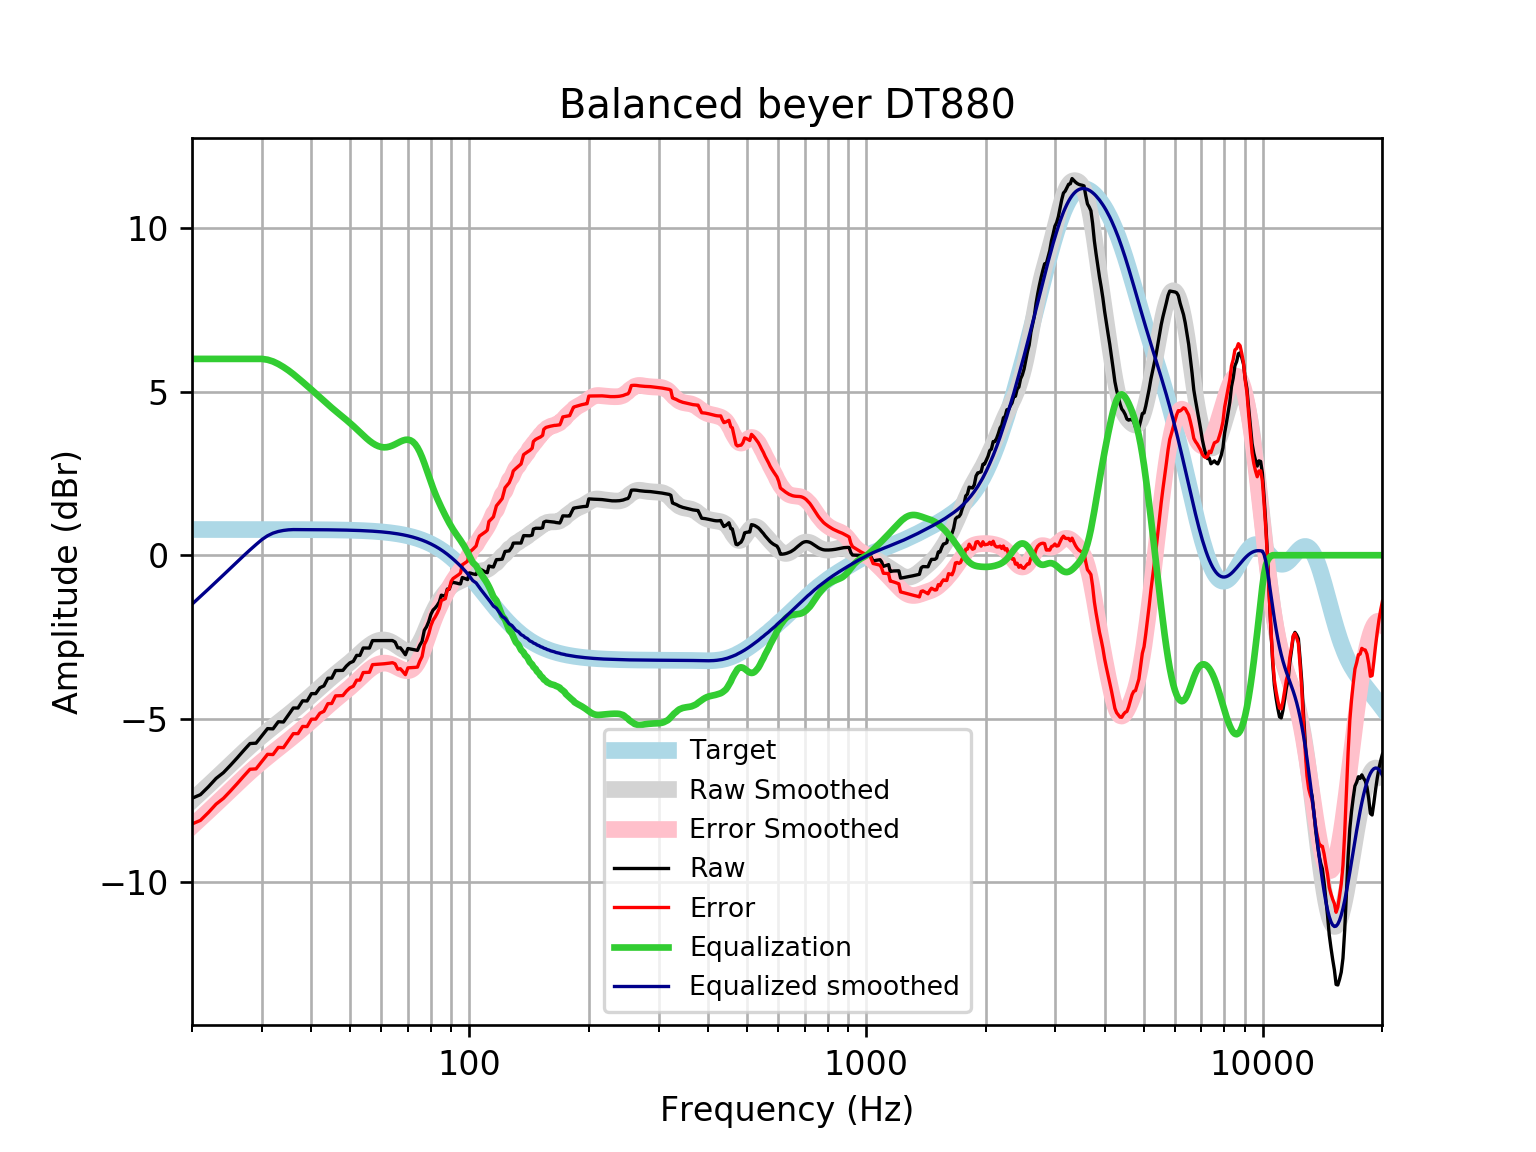 Balanced beyer DT880
Amplitude (dBr)
10
5
0
−5
−10
Target
Raw Smoothed
Error Smoothed
Raw
Error
Equalization
Equalized smoothed
100 1000 10000
Frequency (Hz)